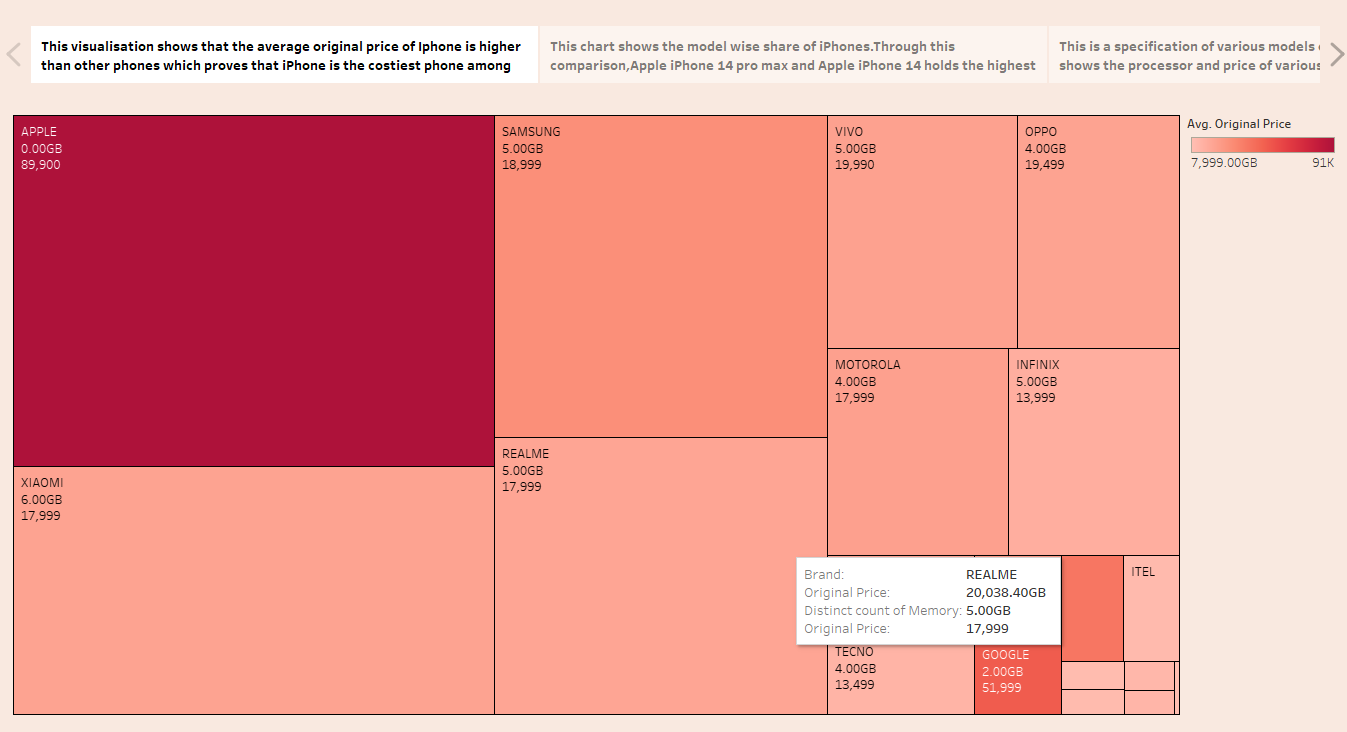 This visualisation shows that the average original price of Iphone is higher
than other phones which proves that iPhone is the costiest phone among
This chart shows the model wise share of iPhones.Through this
comparison,Apple iPhone 14 pro max and Apple iPhone 14 holds the highest
This is a specification of various models
shows the processor and price of various
APPLE
0.00GB
89,900
SAMSUNG
5.00GB
18,999
VIVO
5.00GB
19,990
OPPO
4.00GB
19,499
Avg. Original Price
7,999.00GB 91K
MOTOROLA
4.00GB
17,999
INFINIX
5.00GB
13,999
XIAOMI
6.00GB
17,999
REALME
5.00GB
17,999
Brand: REALME
Original Price: 20,038.40GB
Distinct count of Memory: 5.00GB
Original Price: 17,999
ITEL
TECNO
4.00GB
13,499
GOOGLE
2.00GB
51,999